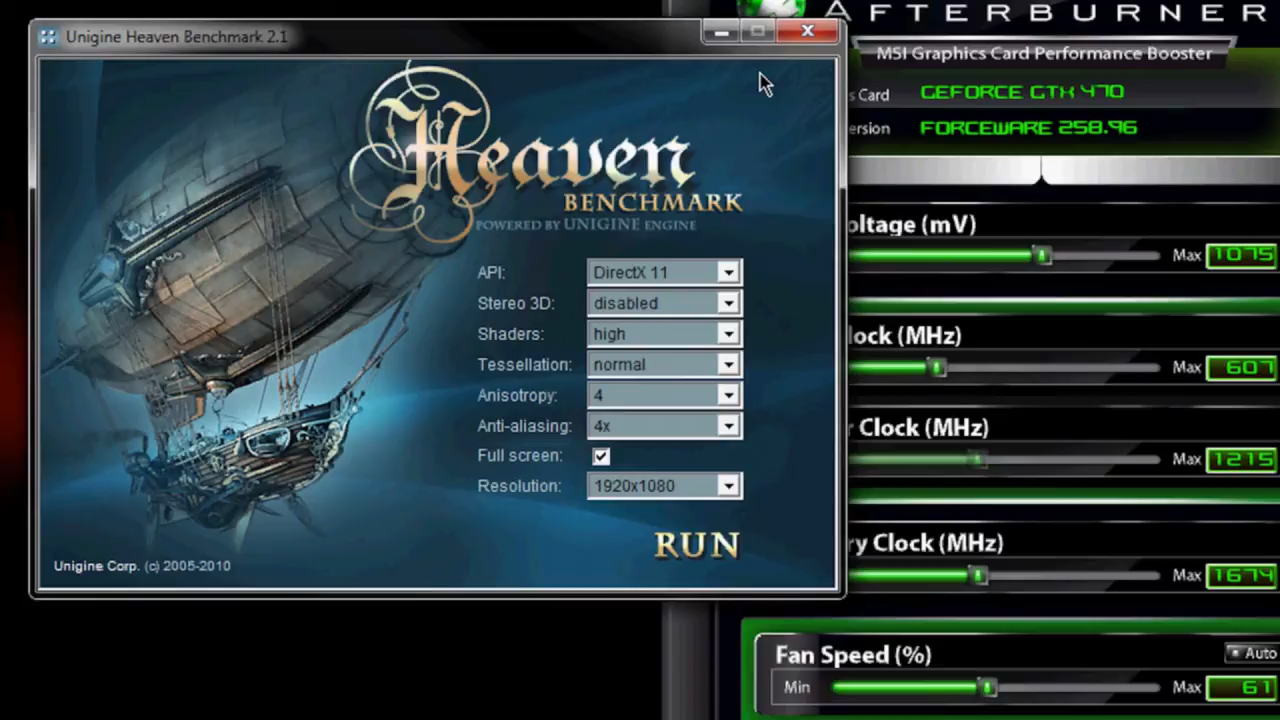 Unigine Heaven Benchmark 2.1
Heaven
BENCHMARK
POWERED BY UNIGINE ENGINE
API: DirectX 11
Stereo 3D: disabled
Shaders: high
Tessellation: normal
Anisotropy: 4
Anti-aliasing: 4x
Full screen:
Resolution: 1920x1080
RUN
Unigine Corp. (c) 2005-2010
AFTERBURNER
MSI Graphics Card Performance Booster
s Card GEFORCE GTX 470
ersion FORCEWARE 258.96
oltage (mV)
Max 1075
lock (MHz)
Max 607
r Clock (MHz)
Max 1215
ry Clock (MHz)
Max 1674
Fan Speed (%)
Auto
Min Max 61